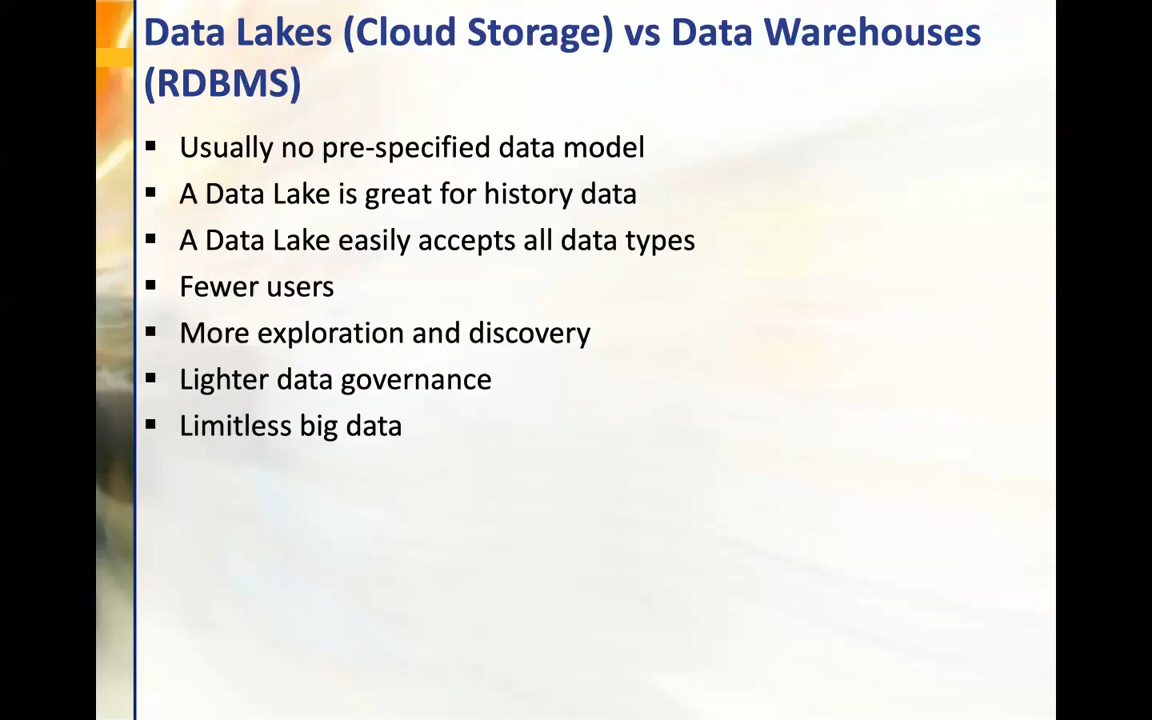 Data Lakes (Cloud Storage) vs Data Warehouses
(RDBMS)
▪ Usually no pre-specified data model
▪ A Data Lake is great for history data
▪ A Data Lake easily accepts all data types
▪ Fewer users
▪ More exploration and discovery
▪ Lighter data governance
▪ Limitless big data